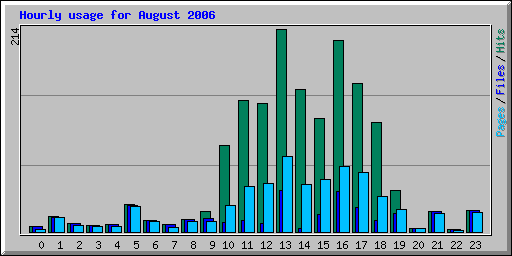 Hourly usage for August 2006
214
Pages / Files / Hits
0 1 2 3 4 5 6 7 8 9 10 11 12 13 14 15 16 17 18 19 20 21 22 23